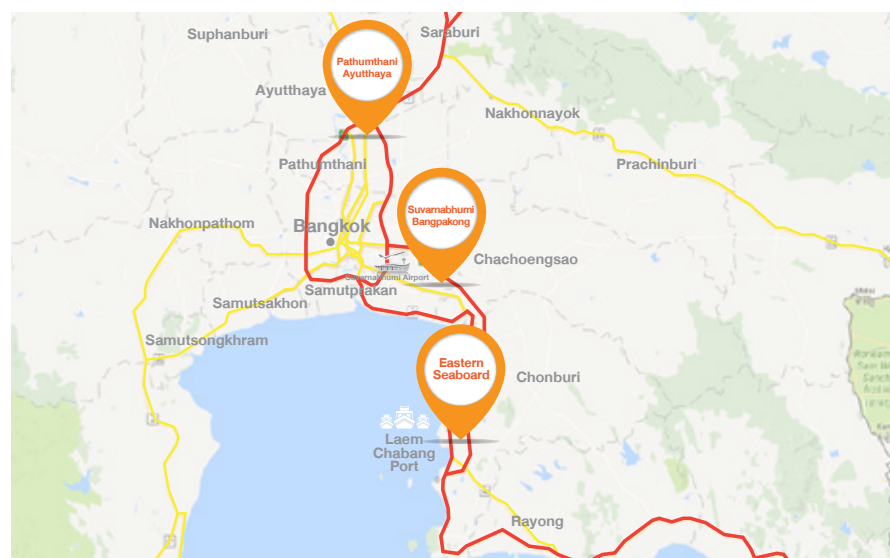 Suphanburi
Saraburi
Pathumthani
Ayutthaya
Ayutthaya
Nakhonnayok
Pathumthani
Prachinburi
Suvarnabhumi
Bangpakong
Nakhonpathom
Bangkok
Chachoengsao
Suvarnabhumi Airport
Samutprakan
Samutsakhon
Samutsongkhram
Eastern
Seaboard
Chonburi
Laem
Chabang
Port
Rayong